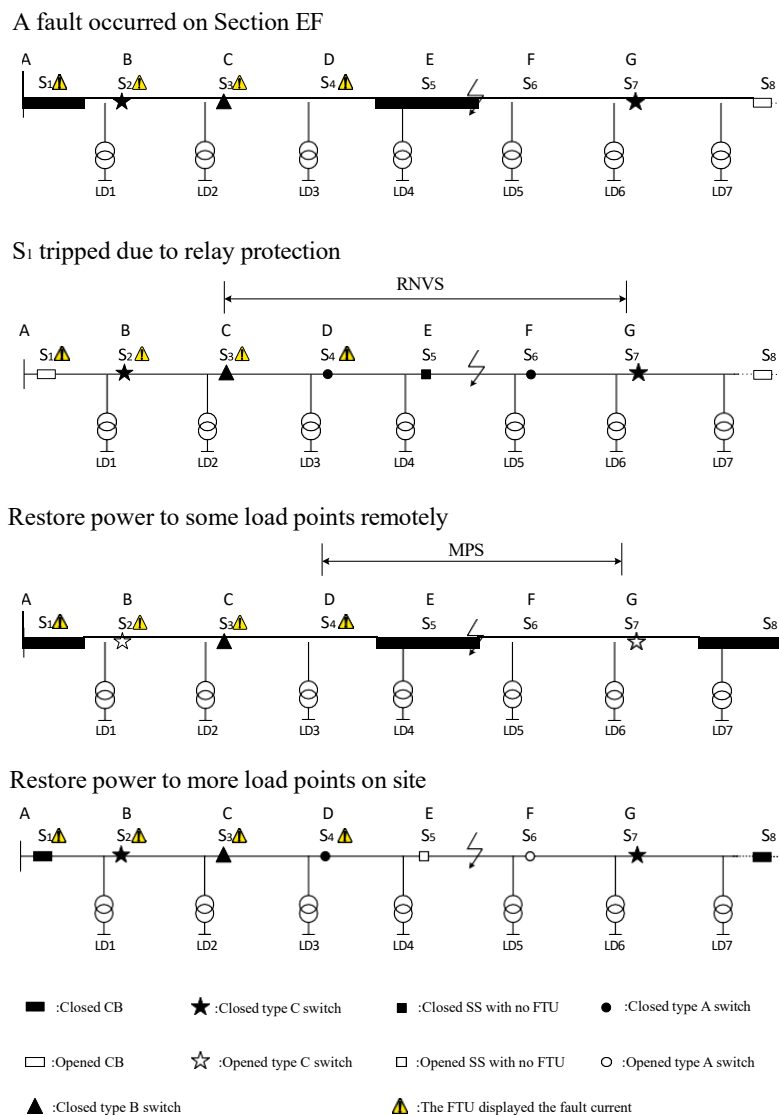 A fault occurred on Section EF
A B C D E F G
S1 S2 S3 S4 S5 S6 S7 S8
LD1 LD2 LD3 LD4 LD5 LD6 LD7
S1 tripped due to relay protection
RNVS
A B C D E F G
S1 S2 S3 S4 S5 S6 S7 S8
LD1 LD2 LD3 LD4 LD5 LD6 LD7
Restore power to some load points remotely
MPS
A B C D E F G
S1 S2 S3 S4 S5 S6 S7 S8
LD1 LD2 LD3 LD4 LD5 LD6 LD7
Restore power to more load points on site
A B C D E F G
S1 S2 S3 S4 S5 S6 S7 S8
LD1 LD2 LD3 LD4 LD5 LD6 LD7
:Closed CB :Closed type C switch :Closed SS with no FTU :Closed type A switch
:Opened CB :Opened type C switch :Opened SS with no FTU :Opened type A switch
:Closed type B switch :The FTU displayed the fault current